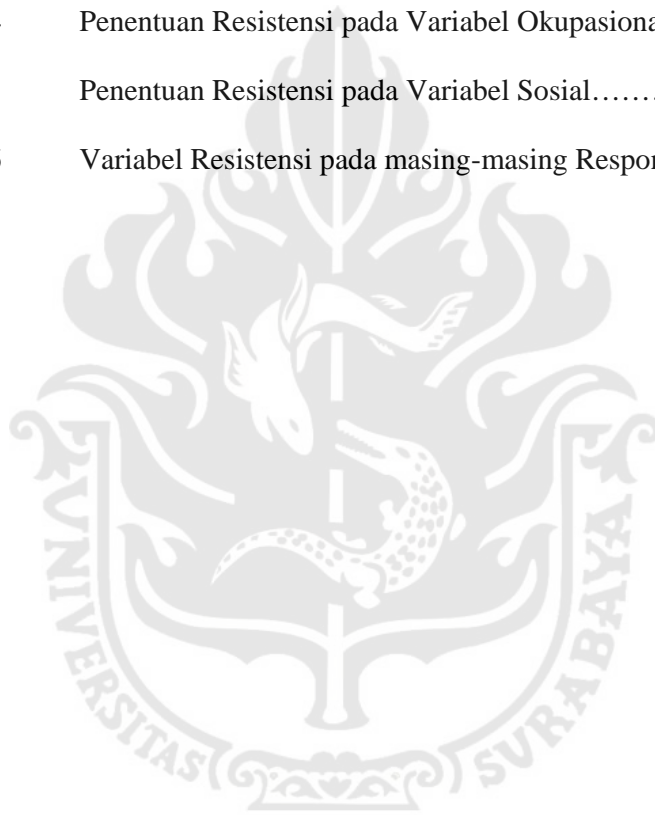 Penentuan Resistensi pada Variabel Okupasiona
Penentuan Resistensi pada Variabel Sosial……..
Variabel Resistensi pada masing-masing Respon
UNIVERSITAS SURABAYA